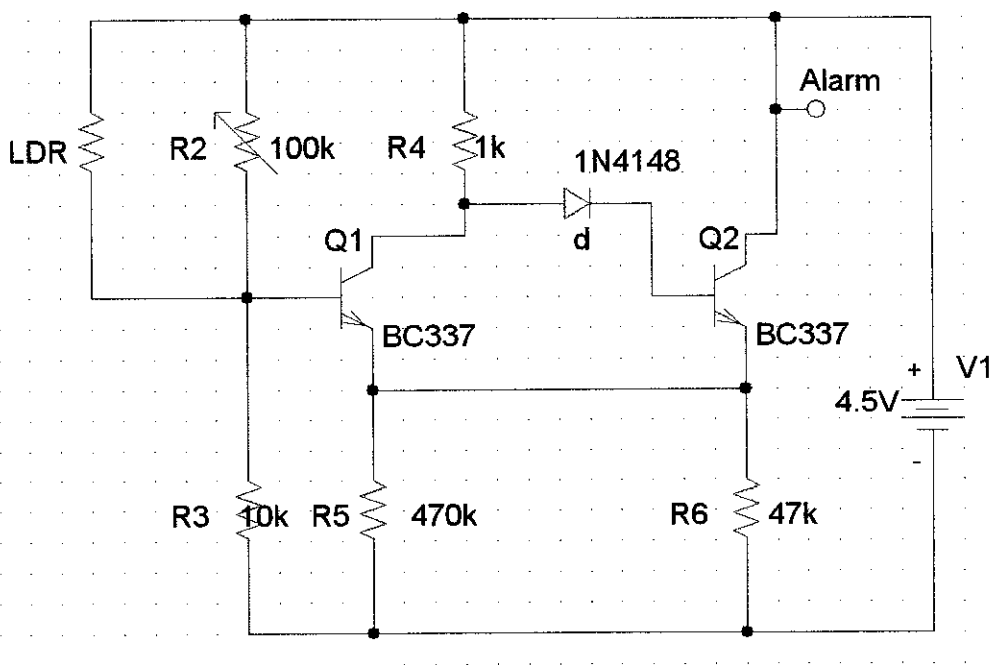 Alarm
LDR
R2
100k
R4
1k
1N4148
d
Q1
Q2
BC337
BC337
+
V1
4.5V
-
R3
10k
R5
470k
R6
47k